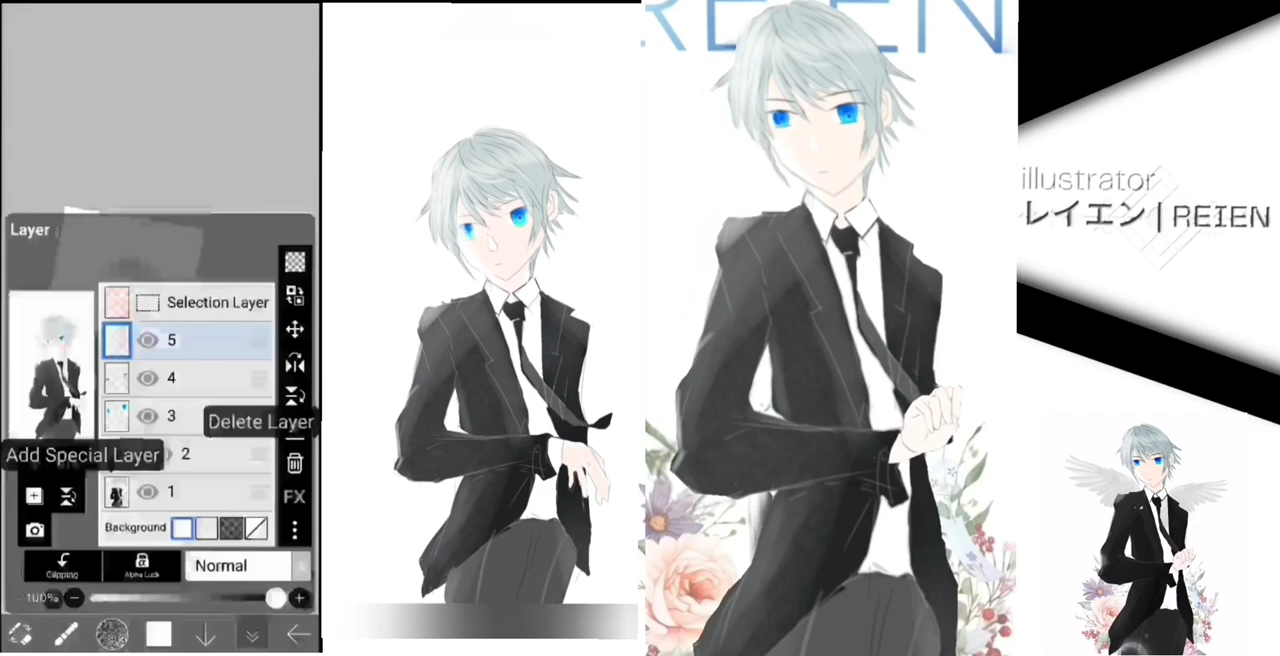 Layer
Selection Layer
5
4
3
Delete Layer
Add Special Layer
2
1
FX
Background
Clipping
Alpha Lock
Normal
100%
REIEN
illustrator
レイエン | REIEN